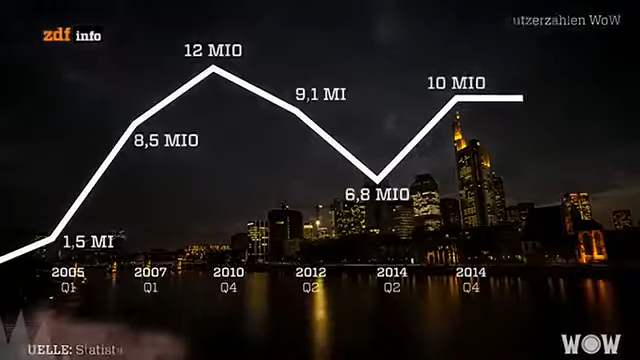 zdf info
utzerzahlen WoW
12 MIO
10 MIO
9,1 MI
8,5 MIO
6,8 MIO
1,5 MI
2005 2007 2010 2012 2014 2014
Q1 Q1 Q4 Q2 Q2 Q4
UELLE: Statist
WOW